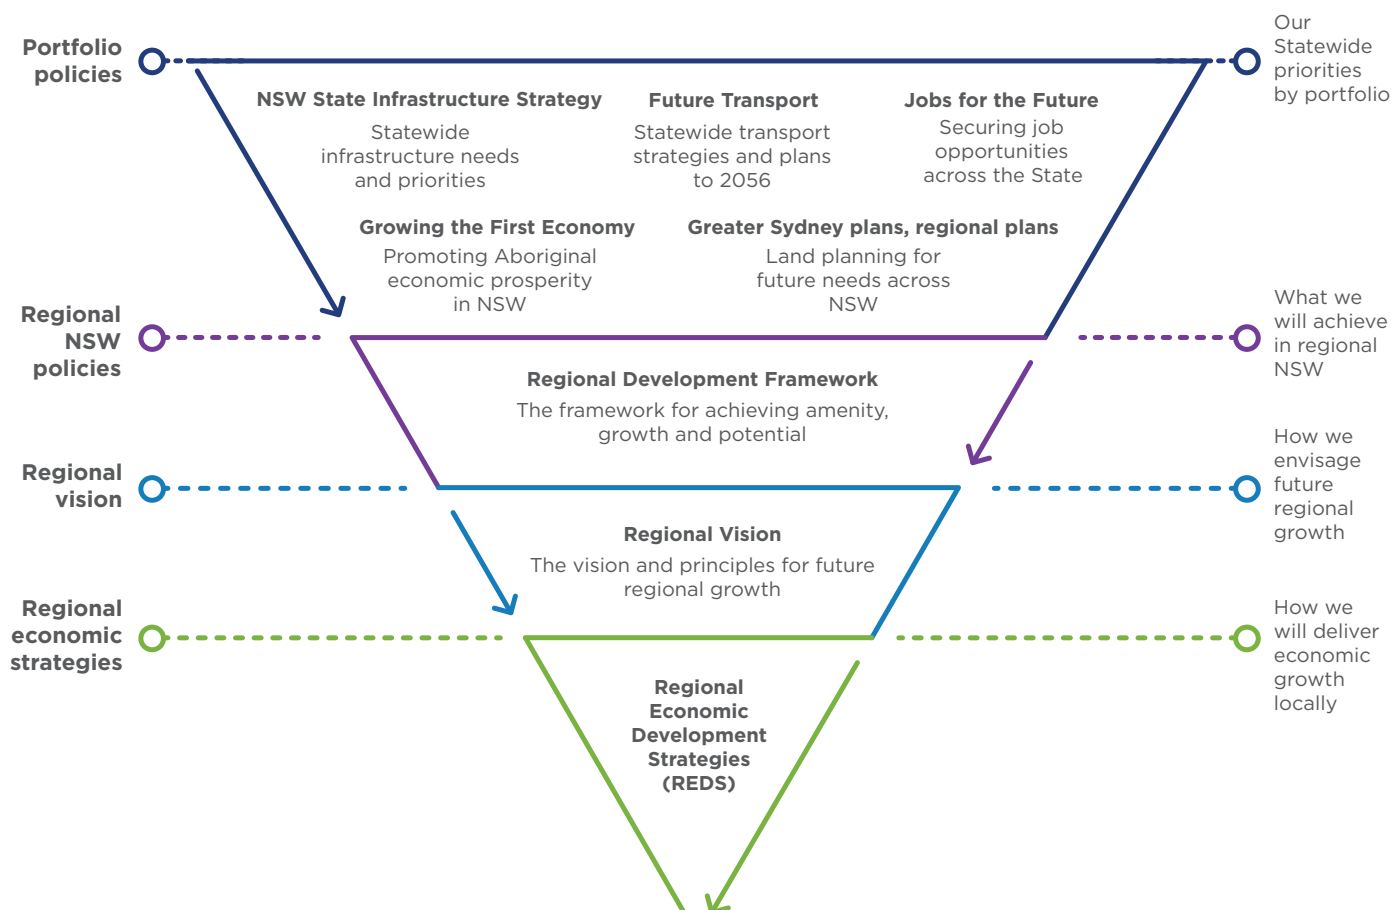 Portfolio
policies
Our
Statewide
priorities
by portfolio
NSW State Infrastructure Strategy
Statewide
infrastructure needs
and priorities
Future Transport
Statewide transport
strategies and plans
to 2056
Jobs for the Future
Securing job
opportunities
across the State
Growing the First Economy
Promoting Aboriginal
economic prosperity
in NSW
Greater Sydney plans, regional plans
Land planning for
future needs across
NSW
Regional
NSW
policies
What we
will achieve
in regional
NSW
Regional Development Framework
The framework for achieving amenity,
growth and potential
Regional
vision
How we
envisage
future
regional
growth
Regional Vision
The vision and principles for future
regional growth
Regional
economic
strategies
How we
will deliver
economic
growth
locally
Regional
Economic
Development
Strategies
(REDS)